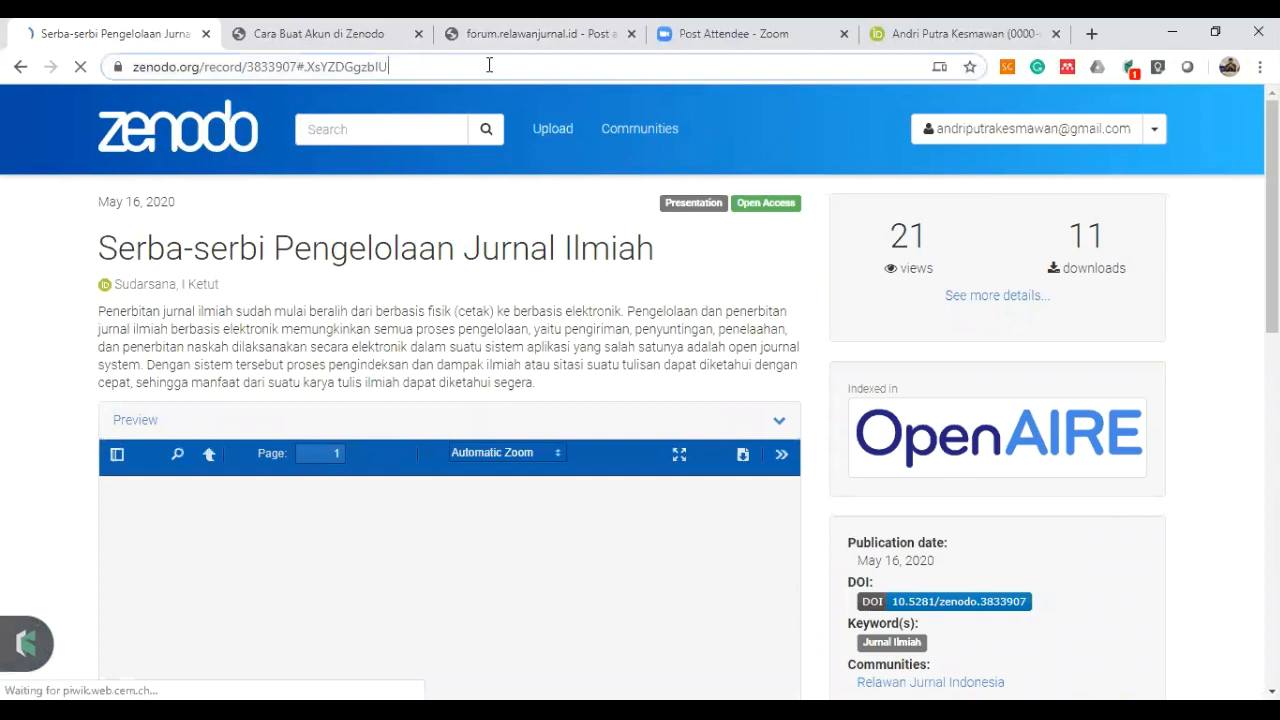 Serba-serbi Pengelolaan Jurna
Cara Buat Akun di Zenodo
forum.relawanjurnal.id - Post a
Post Attendee - Zoom
Andri Putra Kesmawan (0000-
zenodo.org/record/3833907#.XsYZDGgzbIU
SC
1
zenodo
Search
Upload
Communities
andriputrakesmawan@gmail.com
May 16, 2020
Presentation
Open Access
Serba-serbi Pengelolaan Jurnal Ilmiah
iD Sudarsana, I Ketut
Penerbitan jurnal ilmiah sudah mulai beralih dari berbasis fisik (cetak) ke berbasis elektronik. Pengelolaan dan penerbitan
jurnal ilmiah berbasis elektronik memungkinkan semua proses pengelolaan, yaitu pengiriman, penyuntingan, penelaahan,
dan penerbitan naskah dilaksanakan secara elektronik dalam suatu sistem aplikasi yang salah satunya adalah open journal
system. Dengan sistem tersebut proses pengindeksan dan dampak ilmiah atau sitasi suatu tulisan dapat diketahui dengan
cepat, sehingga manfaat dari suatu karya tulis ilmiah dapat diketahui segera.
Preview
Page: 1
Automatic Zoom
21
views
11
downloads
See more details...
Indexed in
OpenAIRE
Publication date:
May 16, 2020
DOI:
DOI 10.5281/zenodo.3833907
Keyword(s):
Jurnal Ilmiah
Communities:
Relawan Jurnal Indonesia
Waiting for piwik.web.cern.ch...